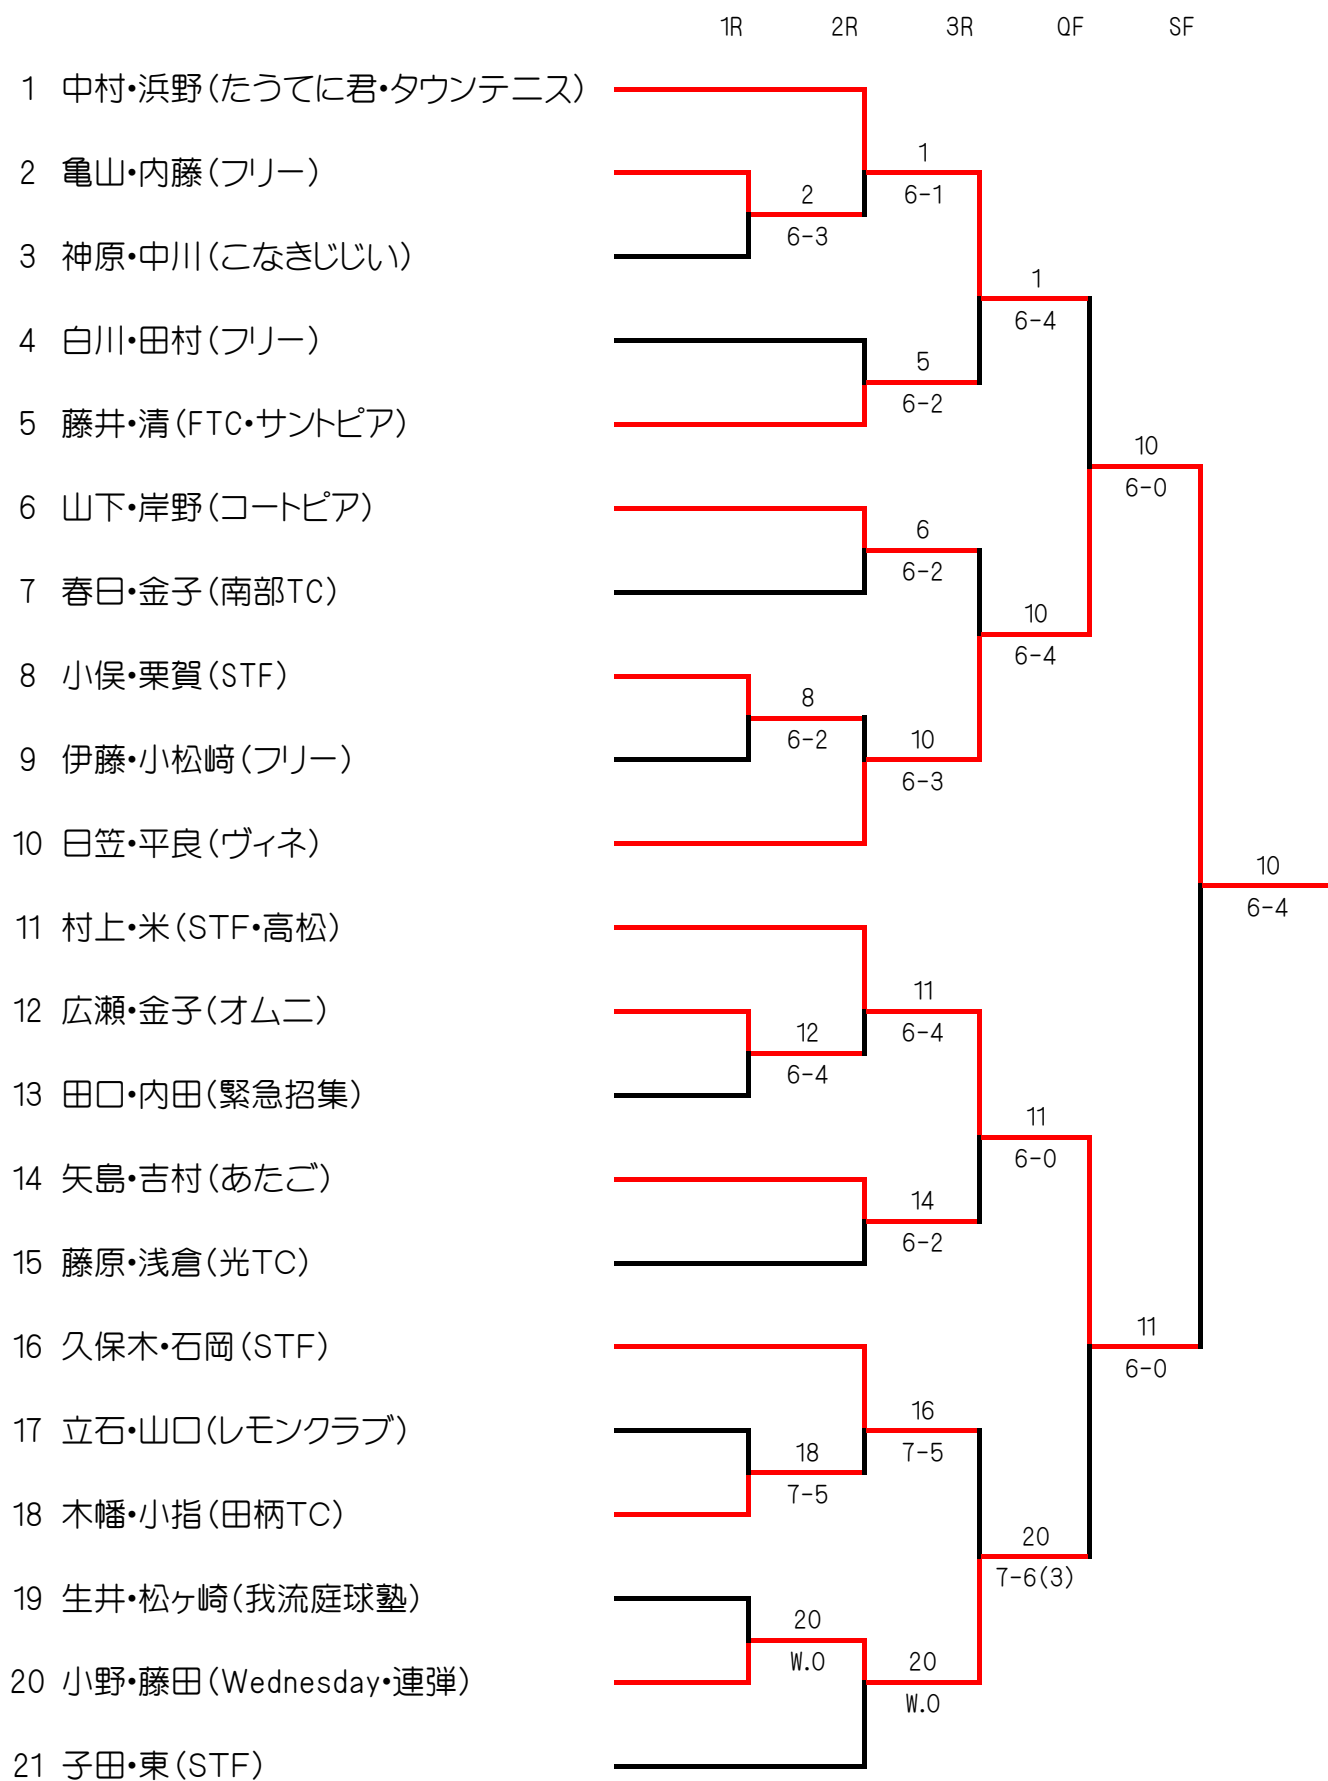 1R 2R 3R QF SF
1 中村・浜野（たうてに君・タウンテニス）
1
2 亀山・内藤（フリー）
2
6-1
6-3
3 神原・中川（こなきじじい）
1
6-4
4 白川・田村（フリー）
5
6-2
5 藤井・清（FTC・サントピア）
10
6-0
6 山下・岸野（コートピア）
6
6-2
7 春日・金子（南部TC）
10
6-4
8 小俣・栗賀（STF）
8
6-2
10
9 伊藤・小松﨑（フリー）
6-3
10 日笠・平良（ヴィネ）
10
6-4
11 村上・米（STF・高松）
11
12 広瀬・金子（オムニ）
12
6-4
6-4
13 田口・内田（緊急招集）
11
6-0
14 矢島・吉村（あたご）
14
6-2
15 藤原・浅倉（光TC）
11
16 久保木・石岡（STF）
6-0
16
17 立石・山口（レモンクラブ）
18
7-5
7-5
18 木幡・小指（田柄TC）
20
7-6(3)
19 生井・松ヶ崎（我流庭球塾）
20
W.O
20
20 小野・藤田（Wednesday・連弾）
W.O
21 子田・東（STF）